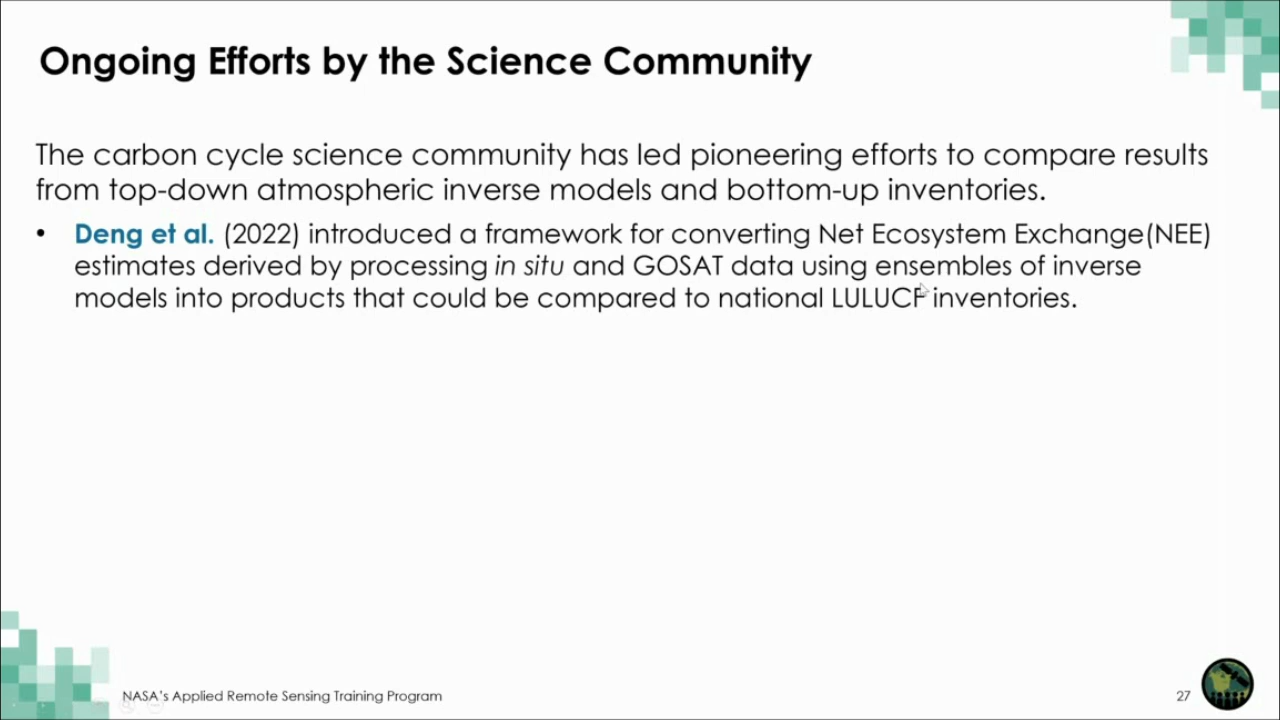 Ongoing Efforts by the Science Community
The carbon cycle science community has led pioneering efforts to compare results
from top-down atmospheric inverse models and bottom-up inventories.
• Deng et al. (2022) introduced a framework for converting Net Ecosystem Exchange(NEE)
estimates derived by processing in situ and GOSAT data using ensembles of inverse
models into products that could be compared to national LULUCF inventories.
NASA's Applied Remote Sensing Training Program
27